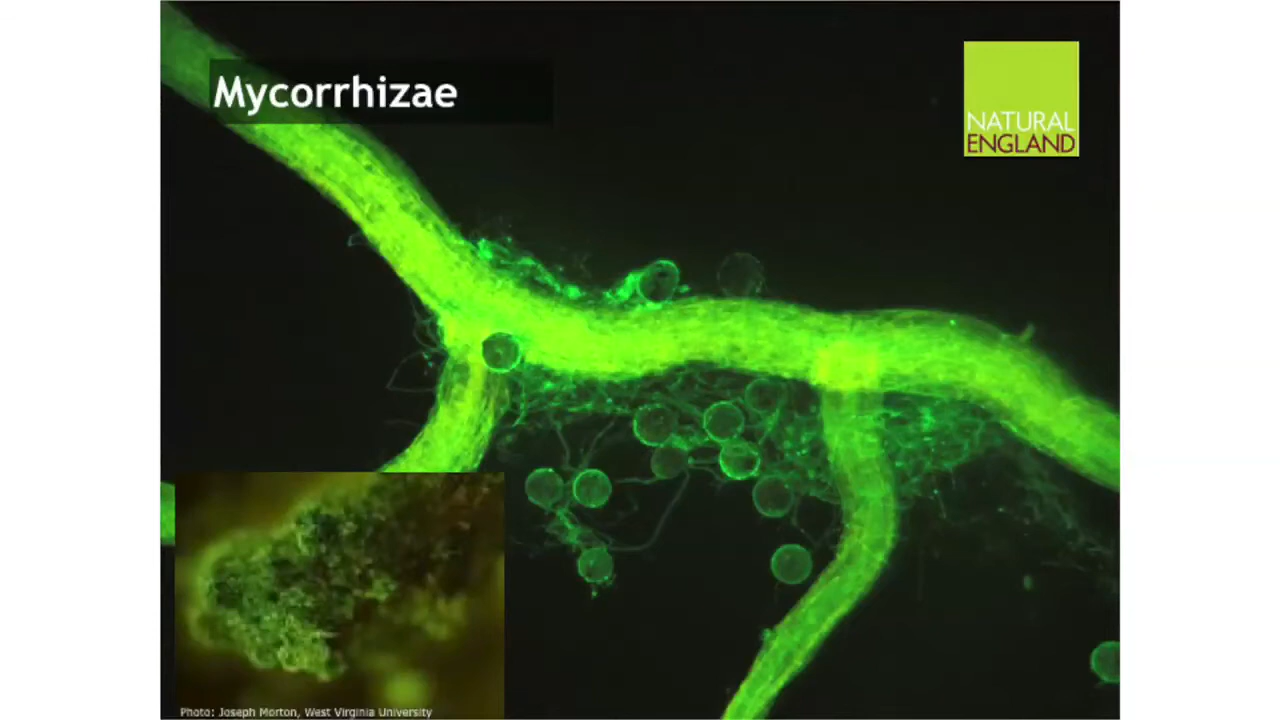 Mycorrhizae
NATURAL
ENGLAND
Photo: Joseph Morton, West Virginia University